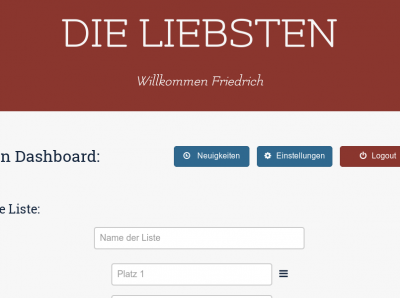 DIE LIEBSTEN
Willkommen Friedrich
n Dashboard:
Neuigkeiten
Einstellungen
Logout
e Liste:
Name der Liste
Platz 1